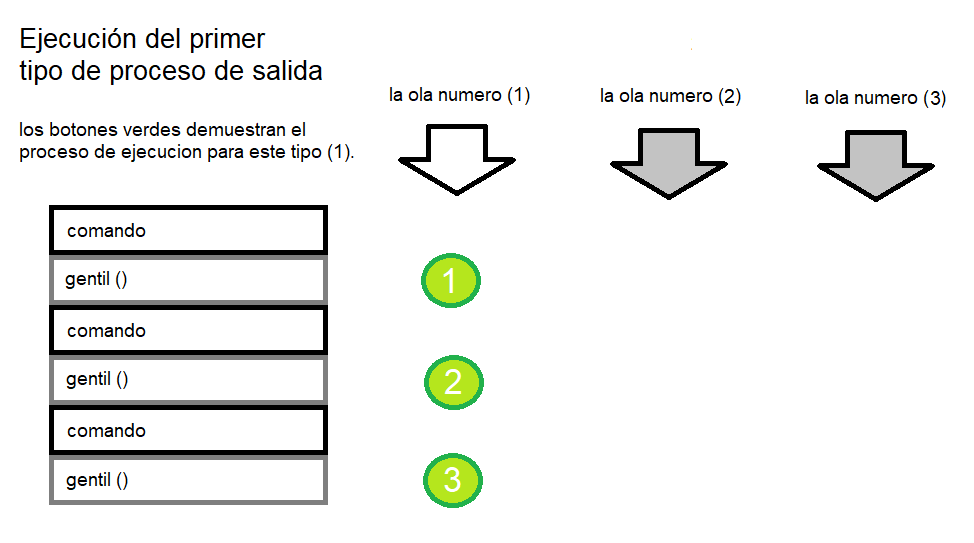 Ejecución del primer
tipo de proceso de salida
los botones verdes demuestran el
proceso de ejecucion para este tipo (1).
la ola numero (1)
la ola numero (2)
la ola numero (3)
comando
gentil ()
1
comando
gentil ()
2
comando
gentil ()
3